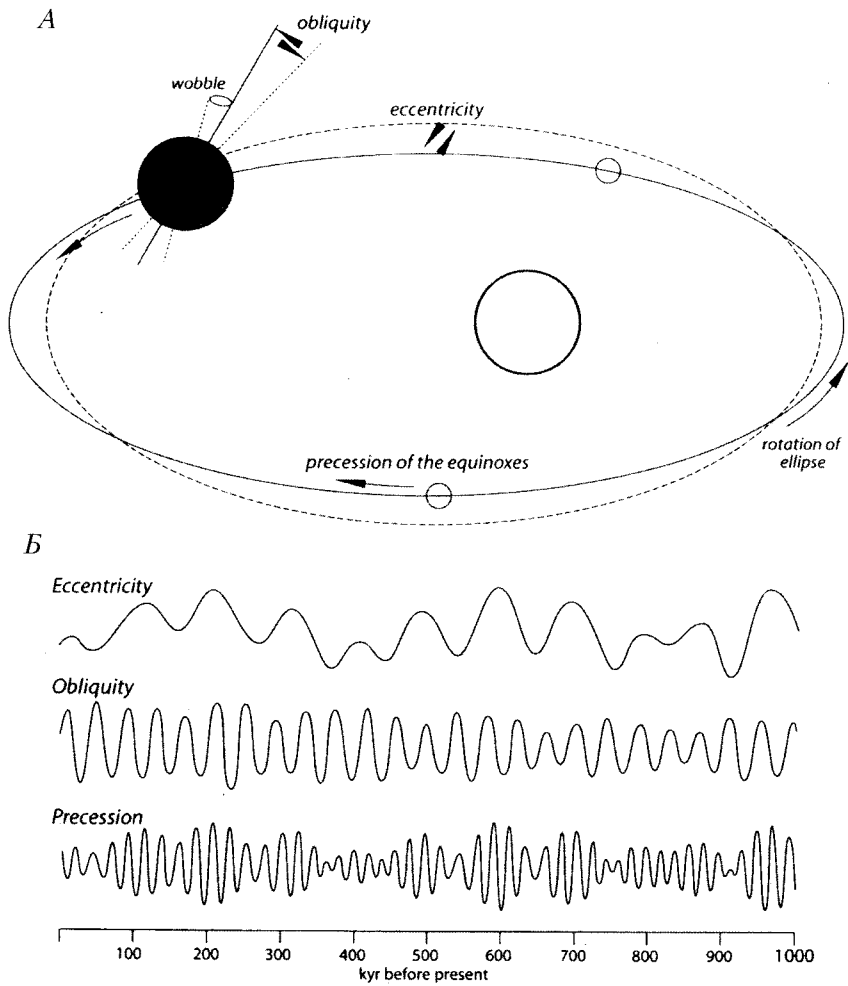 А
obliquity
wobble
eccentricity
precession of the equinoxes
rotation of
ellipse
Б
Eccentricity
Obliquity
Precession
100 200 300 400 500 600 700 800 900 1000
kyr before present